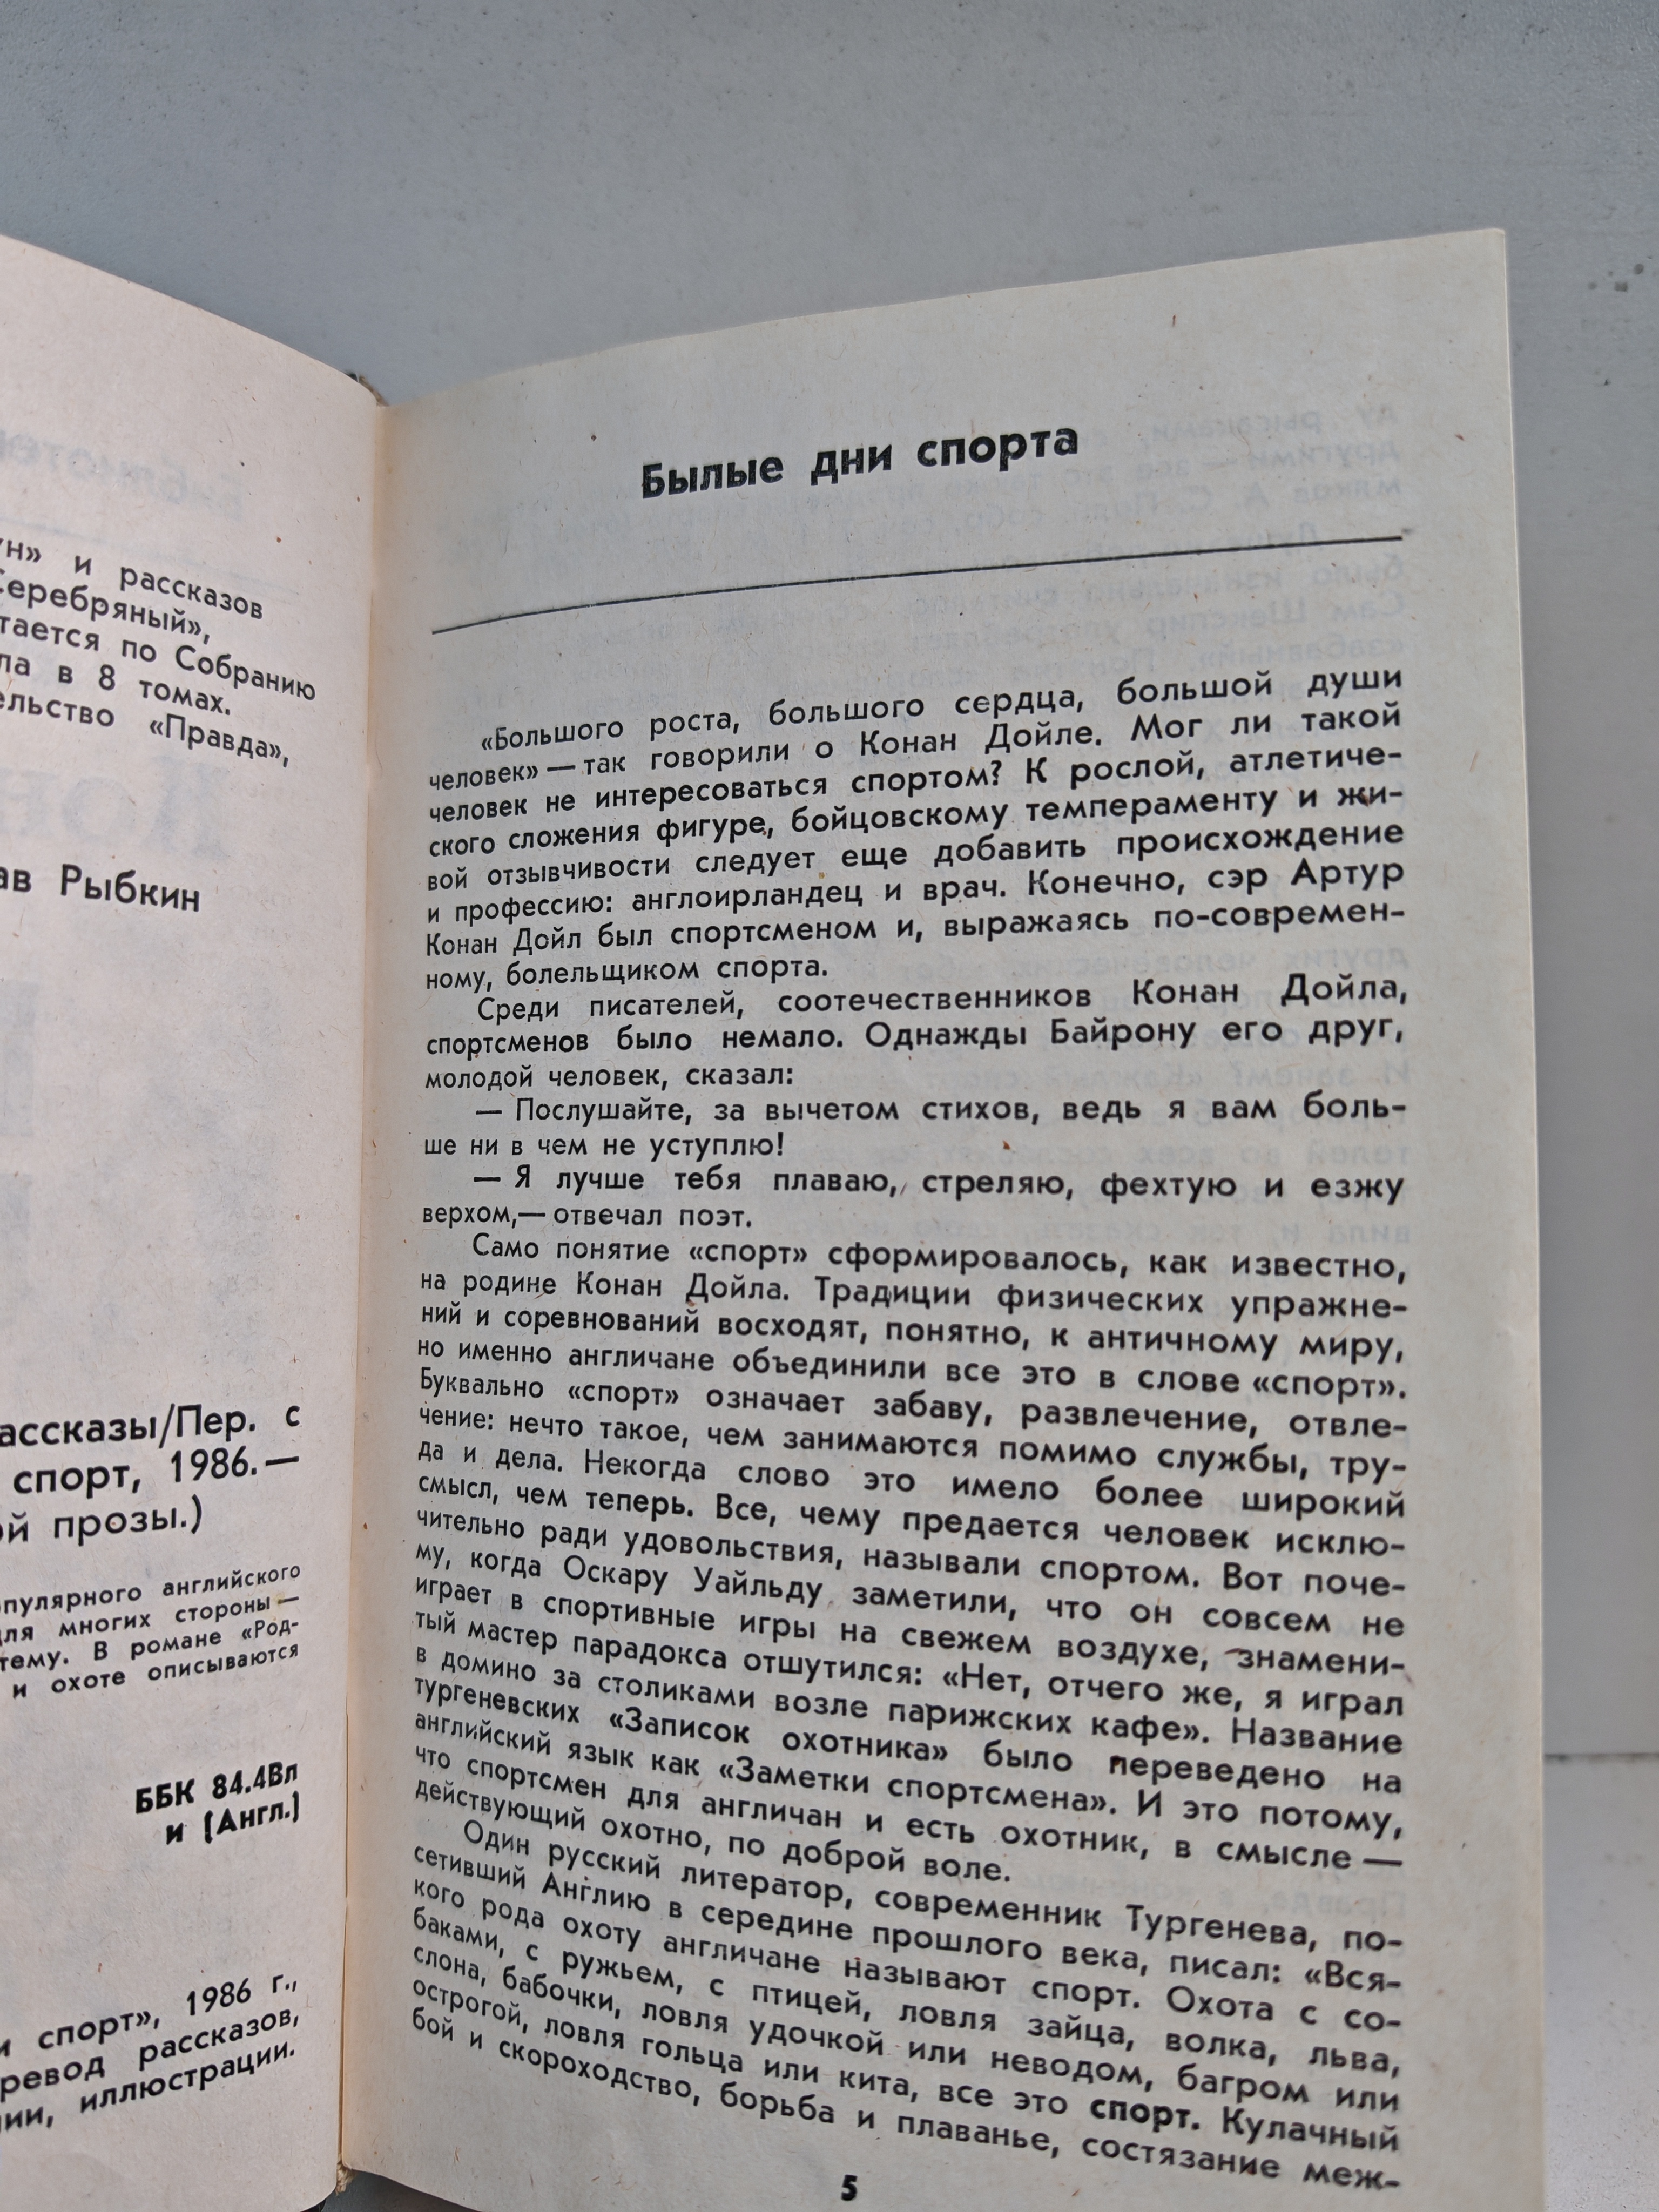 и рассказов
Серебряный»,
по Собранию
в 8 томах.
«Правда»,
Рыбкин
Пер. с
спорт, 1986.—
прозы.)
английского
для многих стороны —
тему. В романе «Род-
и охоте описываются
ББК 84.4Вл
и (Англ.)
и спорт», 1986 г.,
рассказов,
иллюстрации.
Былые дни спорта
«Большого роста, большого сердца, большой души
человек» — так говорили о Конан Дойле. Мог ли такой
человек не интересоваться спортом? К рослой, атлетиче-
ского сложения фигуре, бойцовскому темпераменту и жи-
вой отзывчивости следует еще добавить происхождение
и профессию: англоирландец и врач. Конечно, сэр Артур
Конан Дойл был спортсменом и, выражаясь по-современ-
ному, болельщиком спорта.
Среди писателей, соотечественников Конан Дойла,
спортсменов было немало. Однажды Байрону его друг,
молодой человек, сказал:
— Послушайте, за вычетом стихов, ведь я вам боль-
ше ни в чем не уступлю!
— Я лучше тебя плаваю, стреляю, фехтую и езжу
верхом,— отвечал поэт.
Само понятие «спорт» сформировалось, как известно,
на родине Конан Дойла. Традиции физических упражне-
ний и соревнований восходят, понятно, к античному миру,
но именно англичане объединили все это в слове «спорт».
Буквально «спорт» означает забаву, развлечение, отвле-
чение: нечто такое, чем занимаются помимо службы, тру-
да и дела. Некогда слово это имело более широкий
смысл, чем теперь. Все, чему предается человек исклю-
чительно ради удовольствия, называли спортом. Вот поче-
му, когда Оскару Уайльду заметили, что он совсем не
играет в спортивные игры на свежем воздухе, знамени-
тый мастер парадокса отшутился: «Нет, отчего же, я играл
в домино за столиками возле парижских кафе». Название
тургеневских «Записок охотника» было переведено на
английский язык как «Заметки спортсмена». И это потому,
что спортсмен для англичан и есть охотник, в смысле —
действующий охотно, по доброй воле.
Один русский литератор, современник Тургенева, по-
сетивший Англию в середине прошлого века, писал: «Вся-
кого рода охоту англичане называют спорт. Охота с со-
баками, с ружьем, с птицей, ловля зайца, волка, льва,
слона, бабочки, ловля удочкой или неводом, багром или
острогой, ловля гольца или кита, все это спорт. Кулачный
бой и скороходство, борьба и плаванье, состязание меж-
5